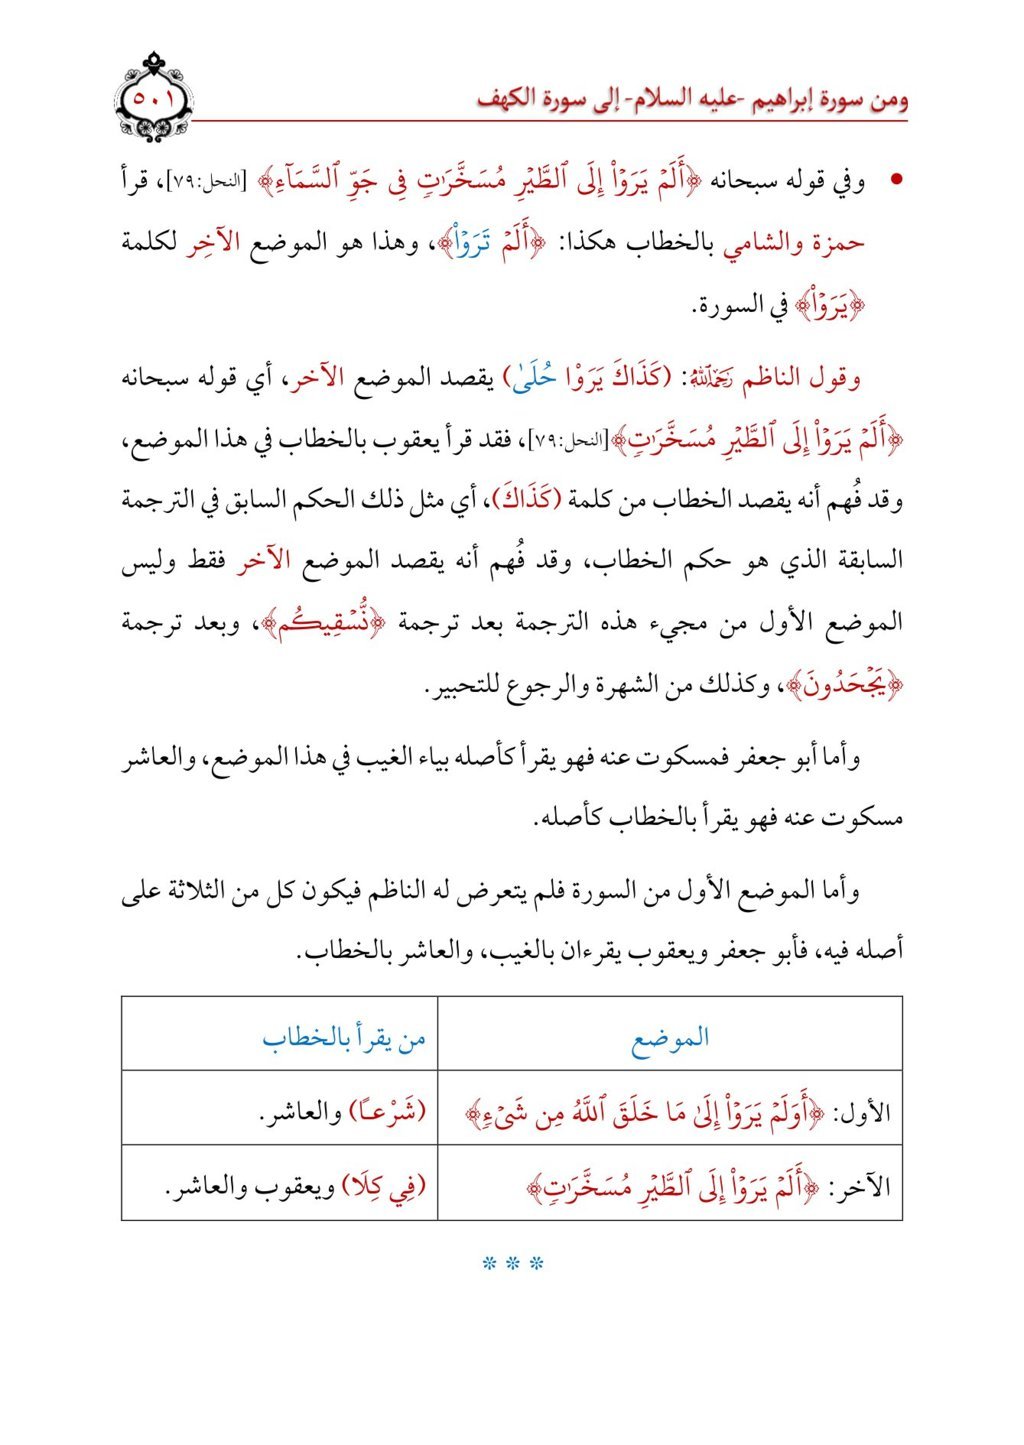 ومن سورة إبراهيم -عليه السلام- إلى سورة الكهف
٥٠١
• وفي قوله سبحانه ﴿أَلَمۡ يَرَوۡاْ إِلَى ٱلطَّيۡرِ مُسَخَّرَٰتٖ فِي جَوِّ ٱلسَّمَآءِ﴾ [النحل:٧٩]، قرأ
حمزة والشامي بالخطاب هكذا: ﴿أَلَمۡ تَرَوۡاْ﴾، وهذا هو الموضع الآخِر لكلمة
﴿يَرَوۡاْ﴾ في السورة.
وقول الناظم رَحِمَهُ ٱللَّهُ: (كَذَاكَ يَرَوْا حُلَىٰ) يقصد الموضع الآخر، أي قوله سبحانه
﴿أَلَمۡ يَرَوۡاْ إِلَى ٱلطَّيۡرِ مُسَخَّرَٰتٖ﴾[النحل:٧٩]، فقد قرأ يعقوب بالخطاب في هذا الموضع،
وقد فُهم أنه يقصد الخطاب من كلمة (كَذَاكَ)، أي مثل ذلك الحكم السابق في الترجمة
السابقة الذي هو حكم الخطاب، وقد فُهم أنه يقصد الموضع الآخر فقط وليس
الموضع الأول من مجيء هذه الترجمة بعد ترجمة ﴿نُّسۡقِيكُم﴾، وبعد ترجمة
﴿يَجۡحَدُونَ﴾، وكذلك من الشهرة والرجوع للتحبير.
وأما أبو جعفر فمسكوت عنه فهو يقرأ كأصله بياء الغيب في هذا الموضع، والعاشر
مسكوت عنه فهو يقرأ بالخطاب كأصله.
وأما الموضع الأول من السورة فلم يتعرض له الناظم فيكون كل من الثلاثة على
أصله فيه، فأبو جعفر ويعقوب يقرءان بالغيب، والعاشر بالخطاب.
الموضع من يقرأ بالخطاب
الأول: ﴿أَوَلَمۡ يَرَوۡاْ إِلَىٰ مَا خَلَقَ ٱللَّهُ مِن شَيۡءٖ﴾ (شَرْعًا) والعاشر.
الآخر: ﴿أَلَمۡ يَرَوۡاْ إِلَى ٱلطَّيۡرِ مُسَخَّرَٰتٖ﴾ (فِي كِلَا) ويعقوب والعاشر.
* * *